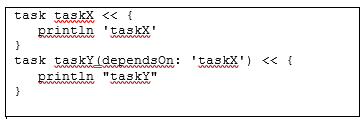 task taskX << {
println 'taskX'
}
task taskY(dependsOn: 'taskX') << {
println "taskY"
}